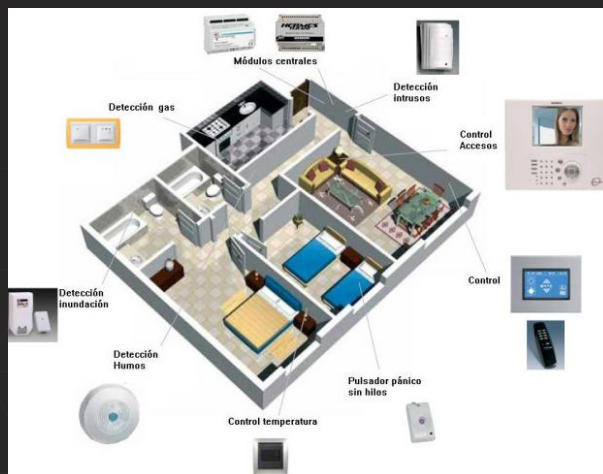 Módulos centrales
Detección
intrusos
Detección gas
Control
Accesos
Control
Detección
inundación
Detección
Humos
Pulsador pánico
sin hilos
Control temperatura